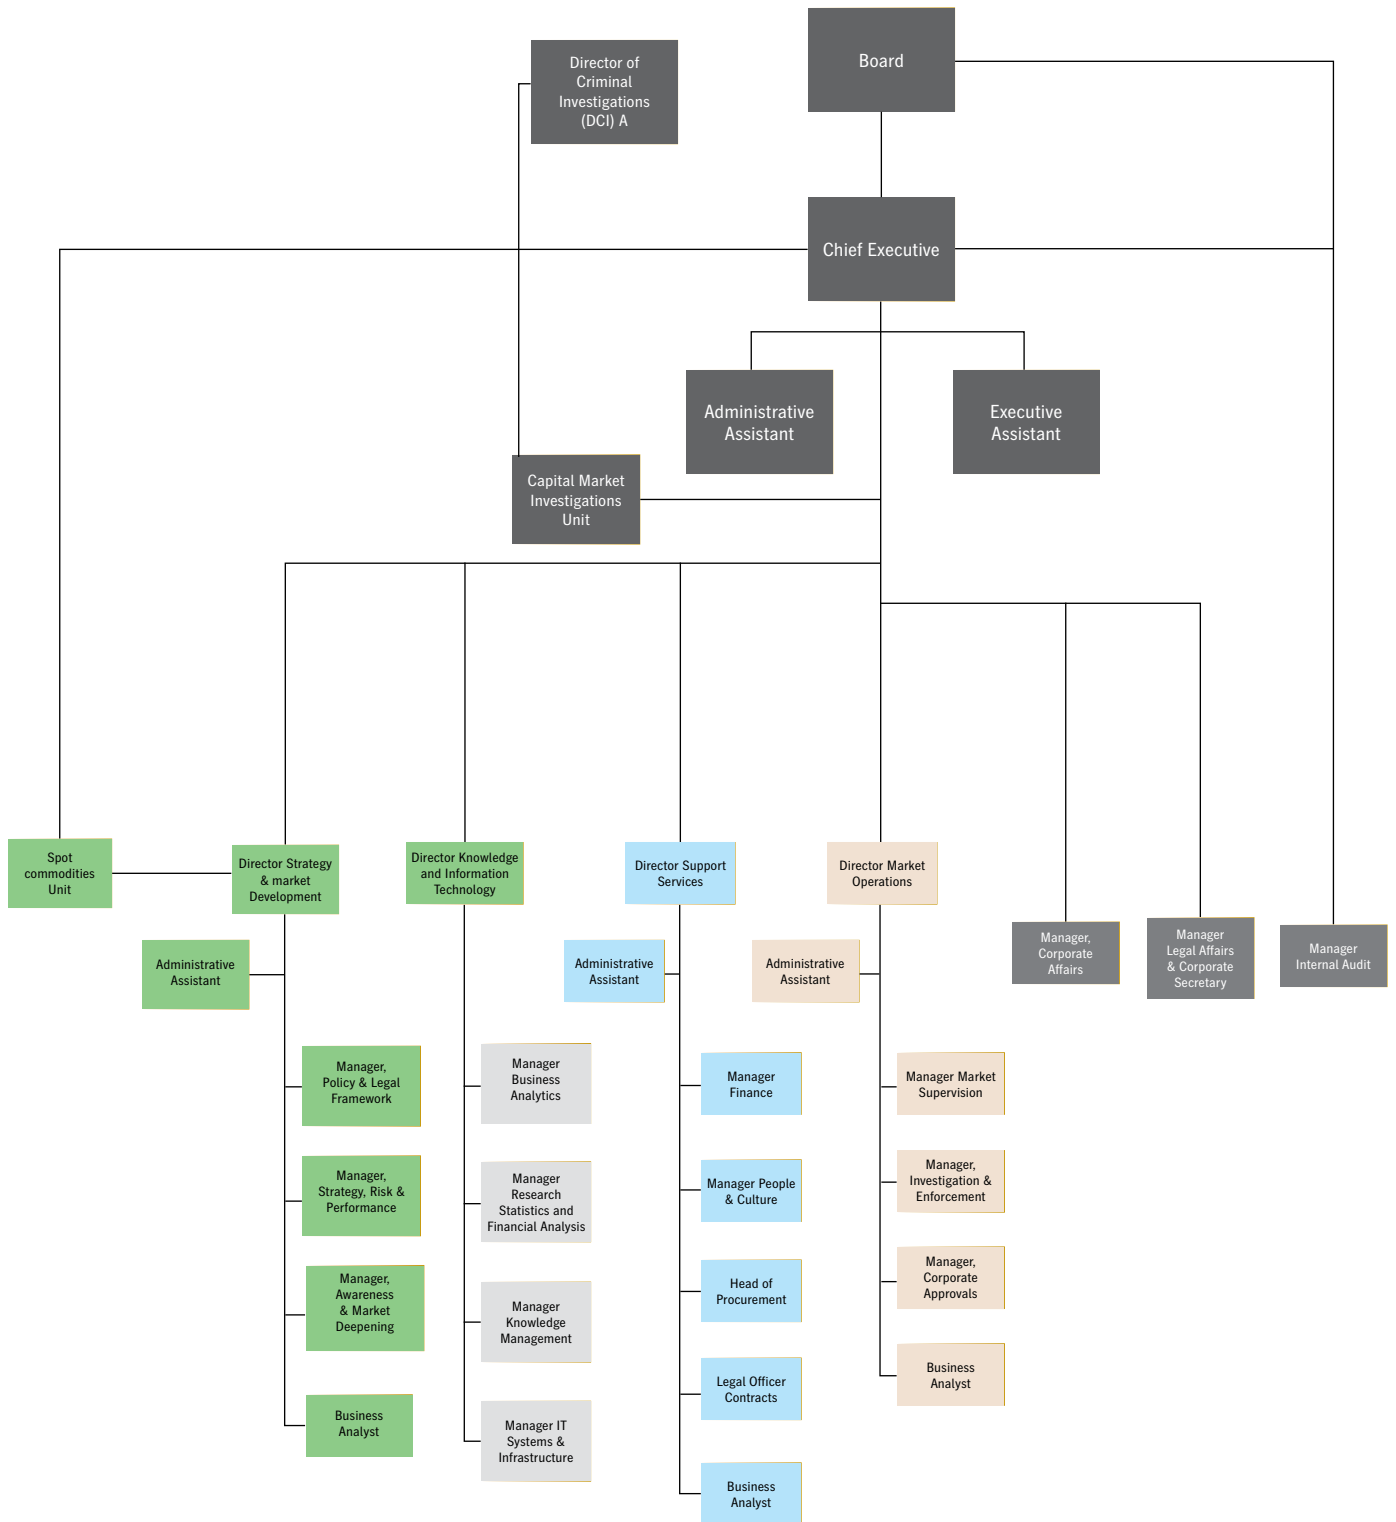 Board
Director of
Criminal
Investigations
(DCI) A
Chief Executive
Administrative
Assistant
Executive
Assistant
Capital Market
Investigations
Unit
Spot
commodities
Unit
Director Strategy
& market
Development
Director Knowledge
and Information
Technology
Director Support
Services
Director Market
Operations
Manager,
Corporate
Affairs
Manager
Legal Affairs
& Corporate
Secretary
Manager
Internal Audit
Administrative
Assistant
Administrative
Assistant
Administrative
Assistant
Manager,
Policy & Legal
Framework
Manager,
Strategy, Risk &
Performance
Manager,
Awareness
& Market
Deepening
Business
Analyst
Manager
Business
Analytics
Manager
Research
Statistics and
Financial Analysis
Manager
Knowledge
Management
Manager IT
Systems &
Infrastructure
Manager
Finance
Manager People
& Culture
Head of
Procurement
Legal Officer
Contracts
Business
Analyst
Manager Market
Supervision
Manager,
Investigation &
Enforcement
Manager,
Corporate
Approvals
Business
Analyst